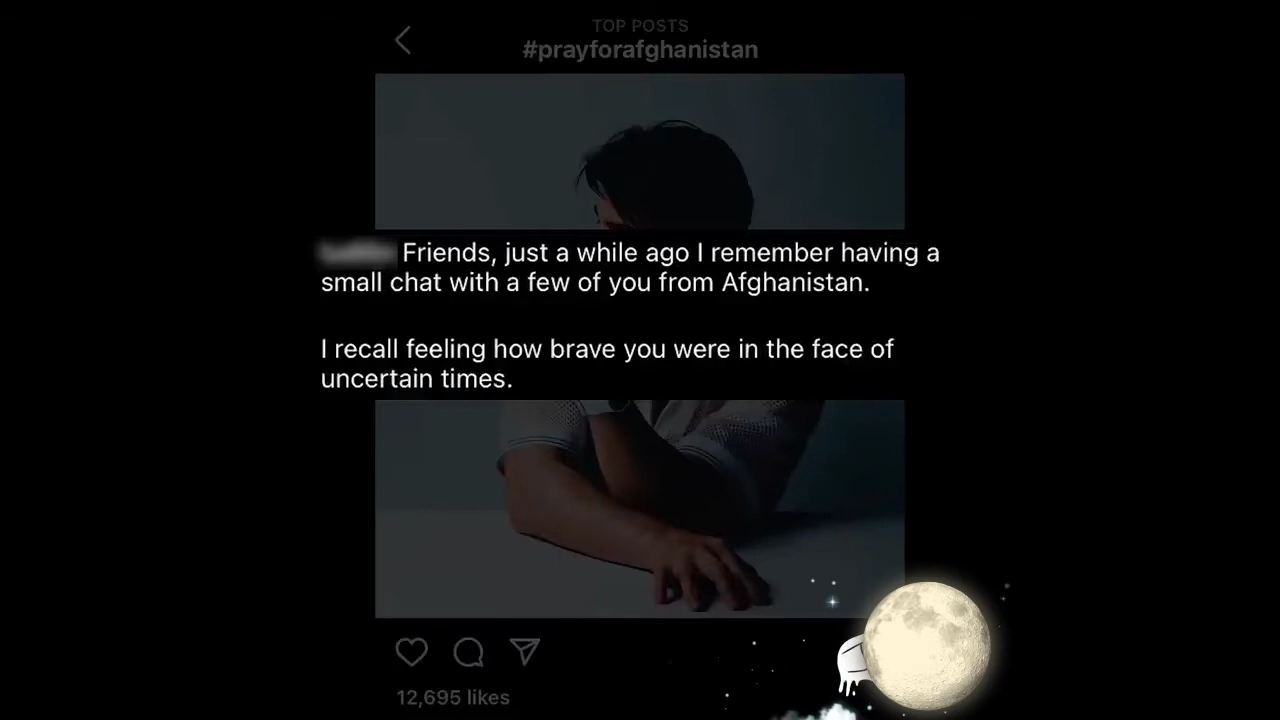 TOP POSTS
#prayforafghanistan
Friends, just a while ago I remember having a
small chat with a few of you from Afghanistan.
I recall feeling how brave you were in the face of
uncertain times.
12,695 likes